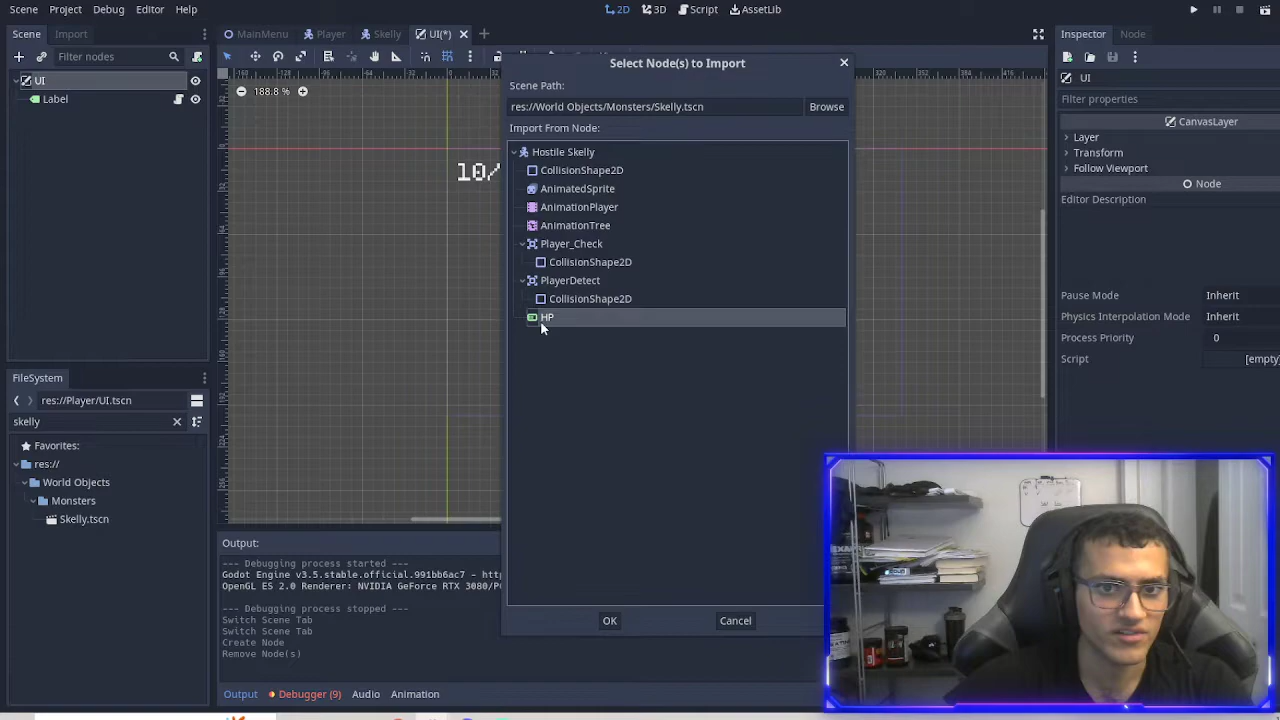 Scene Project Debug Editor Help
2D 3D Script AssetLib
Scene Import
MainMenu Player Skelly UI(*)
Inspector Node
Filter nodes
UI
Label
188.8 %
10/
Select Node(s) to Import
Scene Path:
res://World Objects/Monsters/Skelly.tscn Browse
Import From Node:
Hostile Skelly
CollisionShape2D
AnimatedSprite
AnimationPlayer
AnimationTree
Player_Check
CollisionShape2D
PlayerDetect
CollisionShape2D
HP
OK Cancel
UI
Filter properties
CanvasLayer
Layer
Transform
Follow Viewport
Node
Editor Description
Pause Mode Inherit
Physics Interpolation Mode Inherit
Process Priority 0
Script [empty]
FileSystem
res://Player/UI.tscn
skelly
Favorites:
res://
World Objects
Monsters
Skelly.tscn
Output:
--- Debugging process started ---
Godot Engine v3.5.stable.official.991bb6ac7 - http
OpenGL ES 2.0 Renderer: NVIDIA GeForce RTX 3080/PC
--- Debugging process stopped ---
Switch Scene Tab
Switch Scene Tab
Create Node
Remove Node(s)
Output Debugger (9) Audio Animation